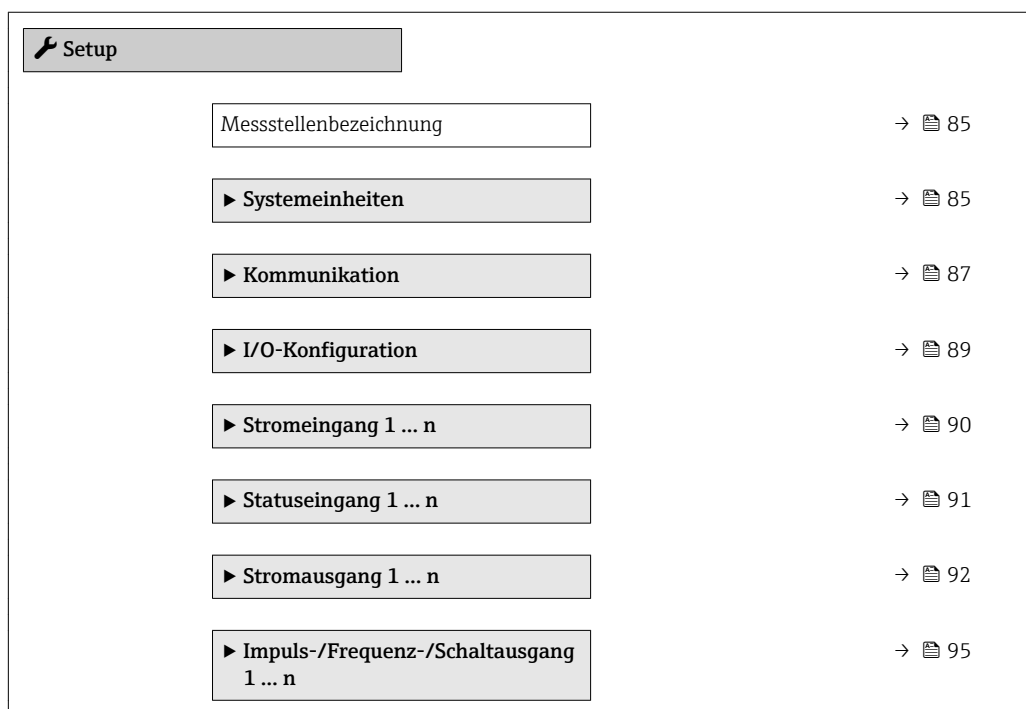 Setup
Messstellenbezeichnung → 85
▶ Systemeinheiten → 85
▶ Kommunikation → 87
▶ I/O-Konfiguration → 89
▶ Stromeingang 1 … n → 90
▶ Statuseingang 1 … n → 91
▶ Stromausgang 1 … n → 92
▶ Impuls-/Frequenz-/Schaltausgang → 95
1 … n